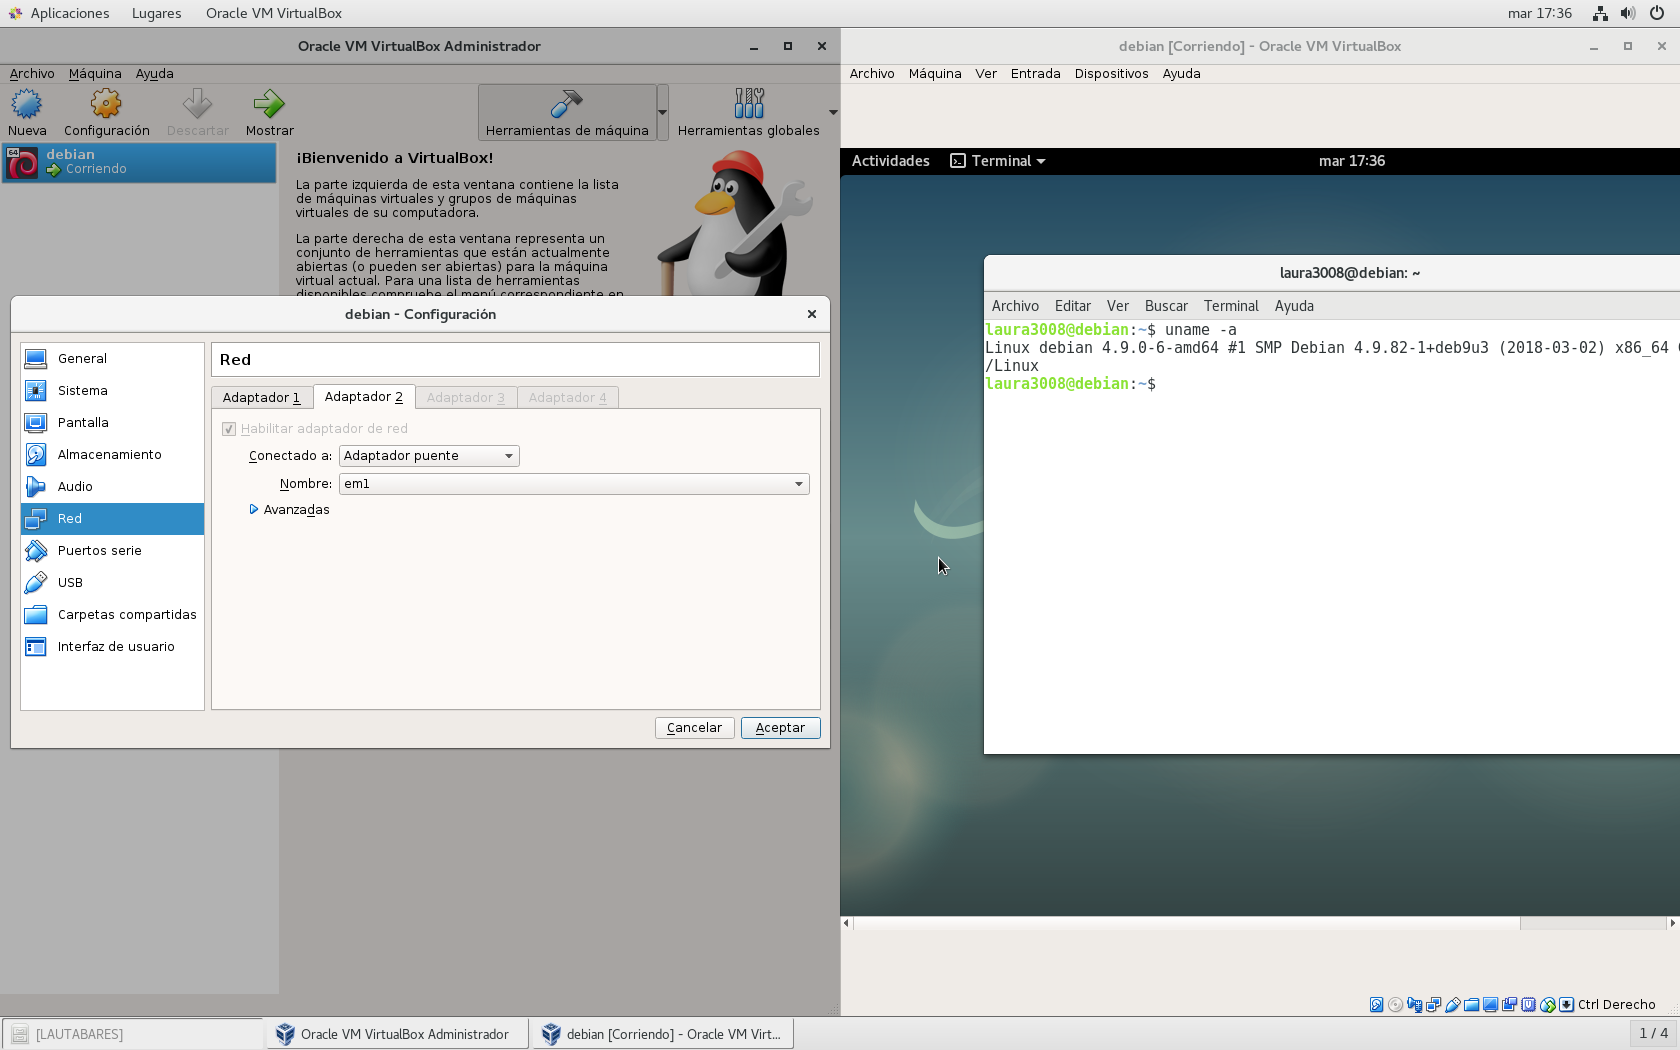 Aplicaciones Lugares Oracle VM VirtualBox mar 17:36
Oracle VM VirtualBox Administrador
Archivo Máquina Ayuda
Nueva Configuración Descartar Mostrar Herramientas de máquina Herramientas globales
64
debian
Corriendo
¡Bienvenido a VirtualBox!
La parte izquierda de esta ventana contiene la lista
de máquinas virtuales y grupos de máquinas
virtuales de su computadora.
La parte derecha de esta ventana representa un
conjunto de herramientas que están actualmente
abiertas (o pueden ser abiertas) para la máquina
virtual actual. Para una lista de herramientas
disponibles compruebe el menú correspondiente en
debian - Configuración
General
Sistema
Pantalla
Almacenamiento
Audio
Red
Puertos serie
USB
Carpetas compartidas
Interfaz de usuario
Red
Adaptador 1 Adaptador 2 Adaptador 3 Adaptador 4
Habilitar adaptador de red
Conectado a: Adaptador puente
Nombre: em1
Avanzadas
Cancelar Aceptar
debian [Corriendo] - Oracle VM VirtualBox
Archivo Máquina Ver Entrada Dispositivos Ayuda
Actividades Terminal mar 17:36
laura3008@debian: ~
Archivo Editar Ver Buscar Terminal Ayuda
laura3008@debian:~$ uname -a
Linux debian 4.9.0-6-amd64 #1 SMP Debian 4.9.82-1+deb9u3 (2018-03-02) x86_64
/Linux
laura3008@debian:~$
Ctrl Derecho
[LAUTABARES] Oracle VM VirtualBox Administrador debian [Corriendo] - Oracle VM Virt... 1 / 4